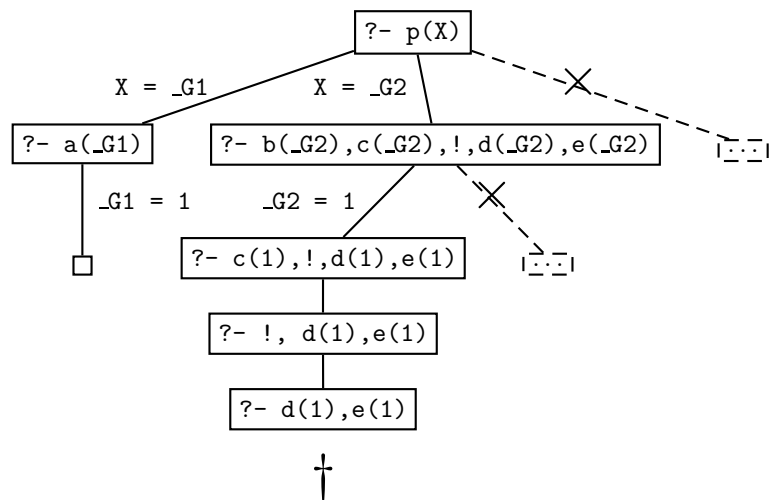 ?- p(X)
X = _G1
X = _G2
?- a(_G1)
?- b(_G2),c(_G2),!,d(_G2),e(_G2)
...
_G1 = 1
_G2 = 1
?- c(1),!,d(1),e(1)
...
?- !, d(1),e(1)
?- d(1),e(1)
†